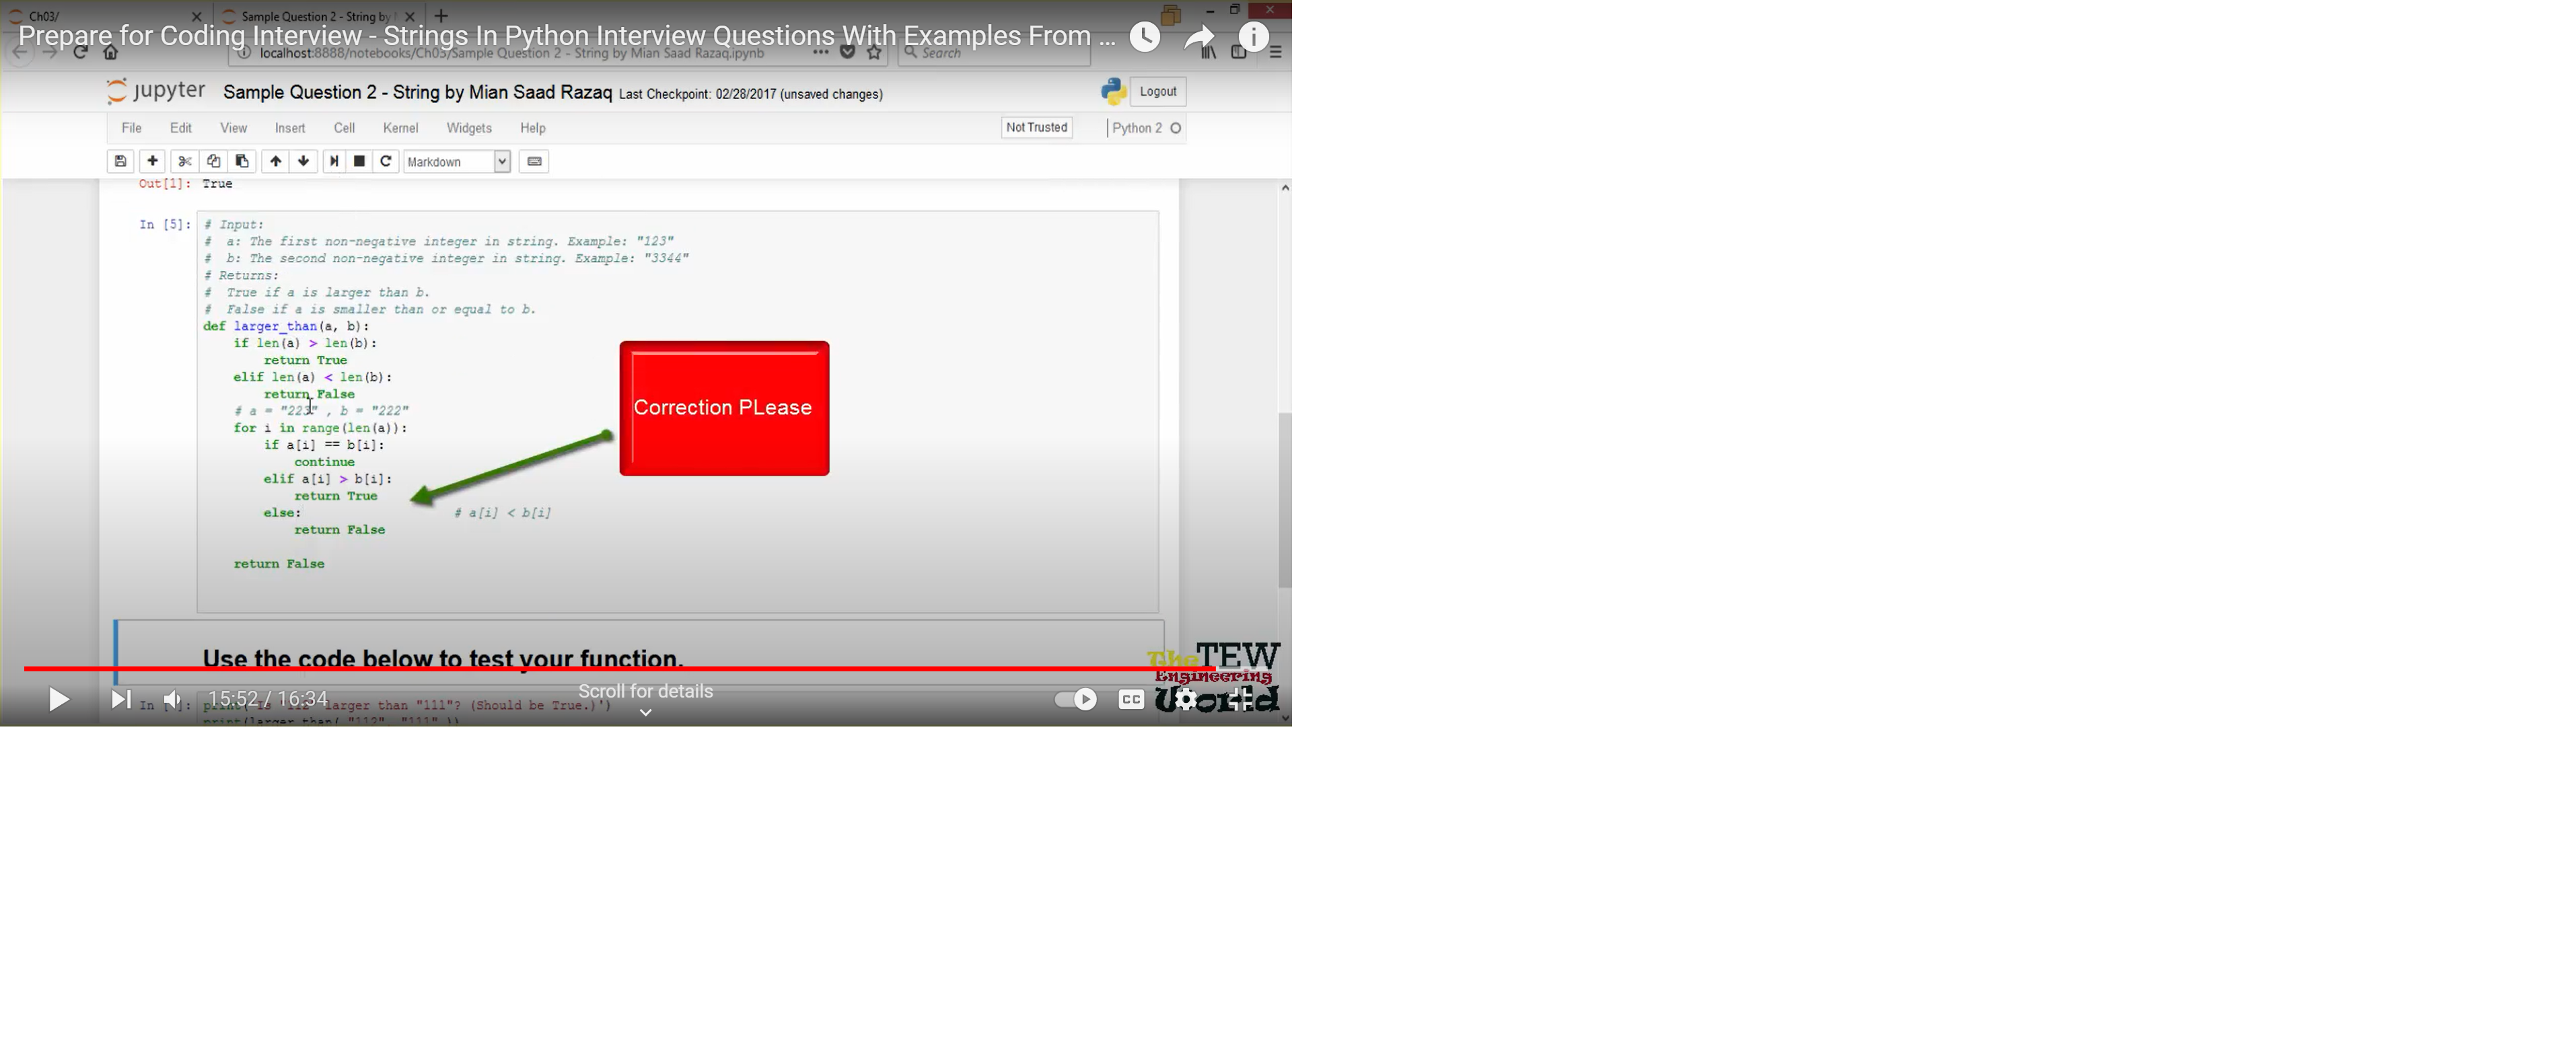 Ch03/
Sample Question 2 - String by
Prepare for Coding Interview - Strings In Python Interview Questions With Examples From ...
localhost:8888/notebooks/Ch03/Sample Question 2 - String by Mian Saad Razaq.ipynb
Search
jupyter Sample Question 2 - String by Mian Saad Razaq Last Checkpoint: 02/28/2017 (unsaved changes)
Logout
File Edit View Insert Cell Kernel Widgets Help
Not Trusted
Python 2
Markdown
Out[1]: True
In [5]: # Input:
#  a: The first non-negative integer in string. Example: "123"
#  b: The second non-negative integer in string. Example: "3344"
# Returns:
#  True if a is larger than b.
#  False if a is smaller than or equal to b.
def larger_than(a, b):
    if len(a) > len(b):
        return True
    elif len(a) < len(b):
        return False
    # a = "223" , b = "222"
    for i in range(len(a)):
        if a[i] == b[i]:
            continue
        elif a[i] > b[i]:
            return True
        else: # a[i] < b[i]
            return False
    return False
Correction PLease
Use the code below to test your function.
The TEW
Engineering
World
15:52 / 16:34
Scroll for details
CC
larger than "111"? (Should be True.)')
print(larger_than( "112", "111" ))